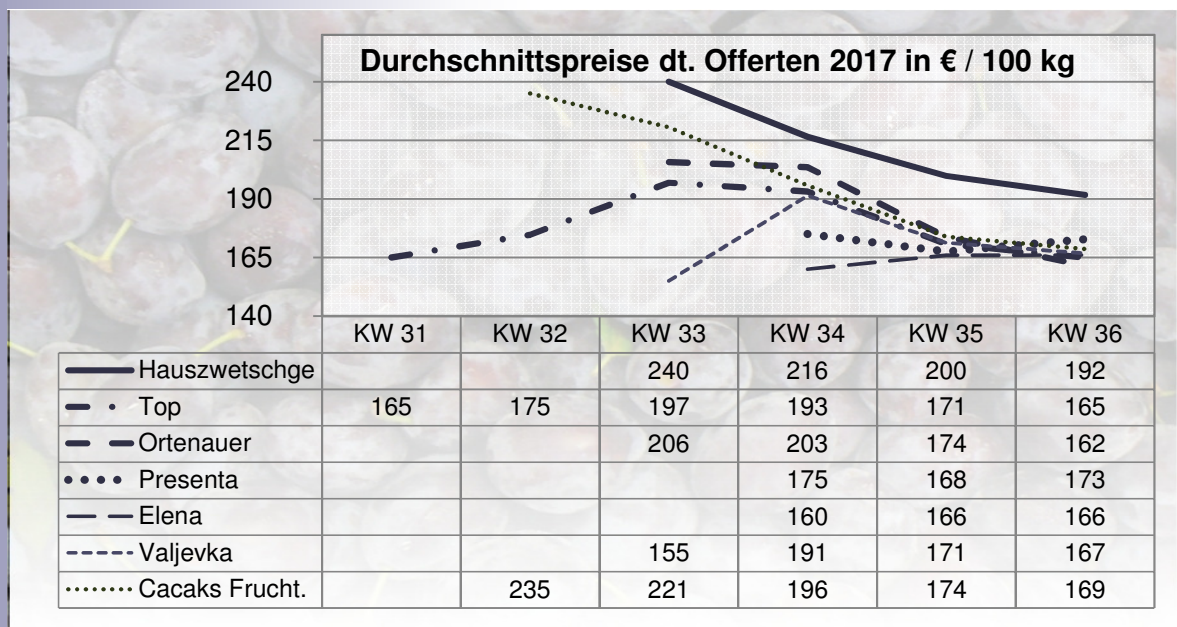 Durchschnittspreise dt. Offerten 2017 in € / 100 kg
240
215
190
165
140
KW 31 KW 32 KW 33 KW 34 KW 35 KW 36
Hauszwetschge 240 216 200 192
Top 165 175 197 193 171 165
Ortenauer 206 203 174 162
Presenta 175 168 173
Elena 160 166 166
Valjevka 155 191 171 167
Cacaks Frucht. 235 221 196 174 169